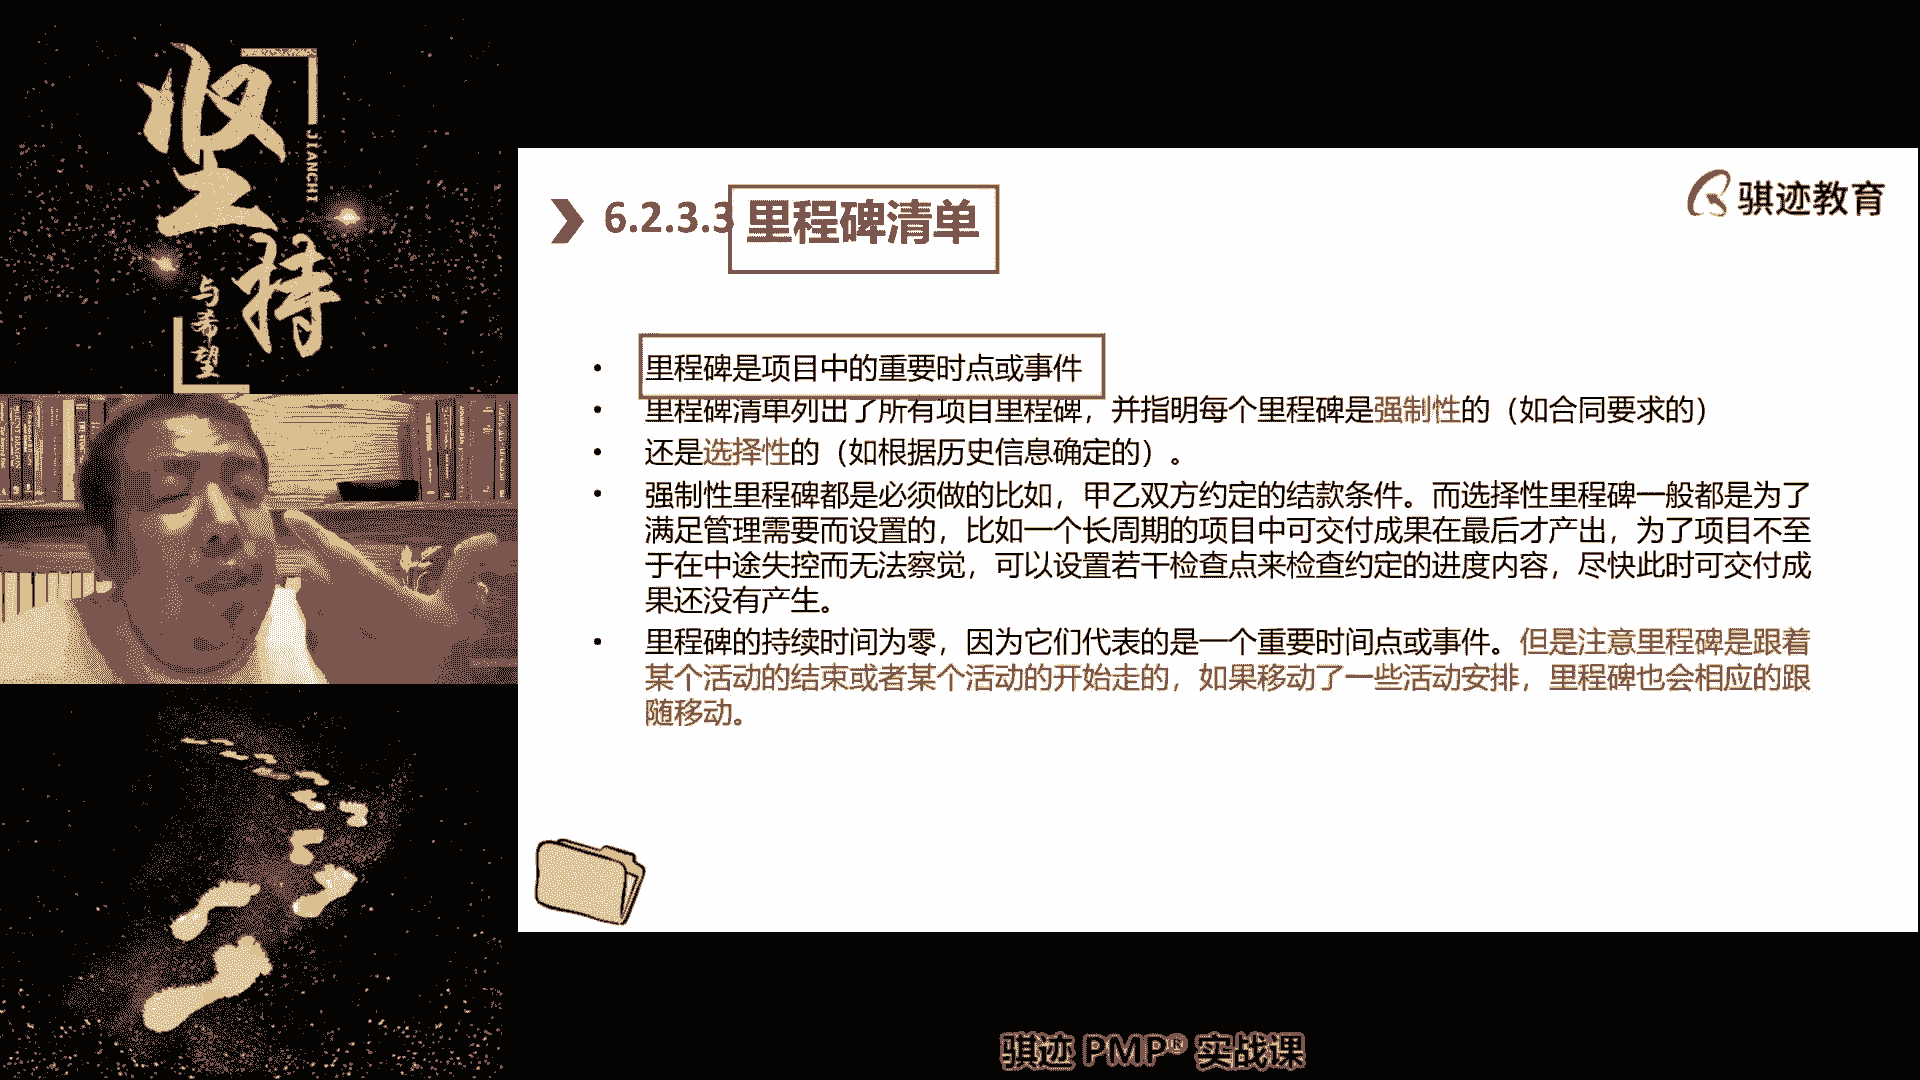 坚持
JIANCHI
与希望
骐迹教育
6.2.3.3 里程碑清单
• 里程碑是项目中的重要时点或事件
• 里程碑清单列出了所有项目里程碑，并指明每个里程碑是强制性的（如合同要求的）
• 还是选择性的（如根据历史信息确定的）。
• 强制性里程碑都是必须做的比如，甲乙双方约定的结款条件。而选择性里程碑一般都是为了
满足管理需要而设置的，比如一个长周期的项目中可交付成果在最后才产出，为了项目不至
于在中途失控而无法察觉，可以设置若干检查点来检查约定的进度内容，尽快此时可交付成
果还没有产生。
• 里程碑的持续时间为零，因为它们代表的是一个重要时间点或事件。但是注意里程碑是跟着
某个活动的结束或者某个活动的开始走的，如果移动了一些活动安排，里程碑也会相应的跟
随移动。
骐迹 PMP® 实战课